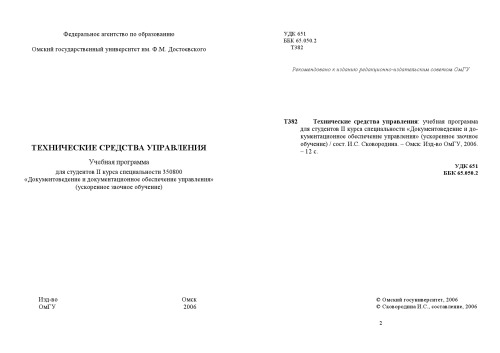 Федеральное агентство по образованию
Омский государственный университет им. Ф.М. Достоевского
ТЕХНИЧЕСКИЕ СРЕДСТВА УПРАВЛЕНИЯ
Учебная программа
для студентов II курса специальности 350800
«Документоведение и документационное обеспечение управления»
(ускоренное заочное обучение)
Изд-во Омск
ОмГУ 2006
УДК 651
ББК 65.050.2
Т382
Рекомендовано к изданию редакционно-издательским советом ОмГУ
Т382 Технические средства управления: учебная программа
для студентов II курса специальности «Документоведение и до-
кументационное обеспечение управления» (ускоренное заочное
обучение) / сост. И.С. Сковородина. – Омск: Изд-во ОмГУ, 2006.
– 12 с.
УДК 651
ББК 65.050.2
© Омский госуниверситет, 2006
© Сковородина И.С., составление, 2006
2